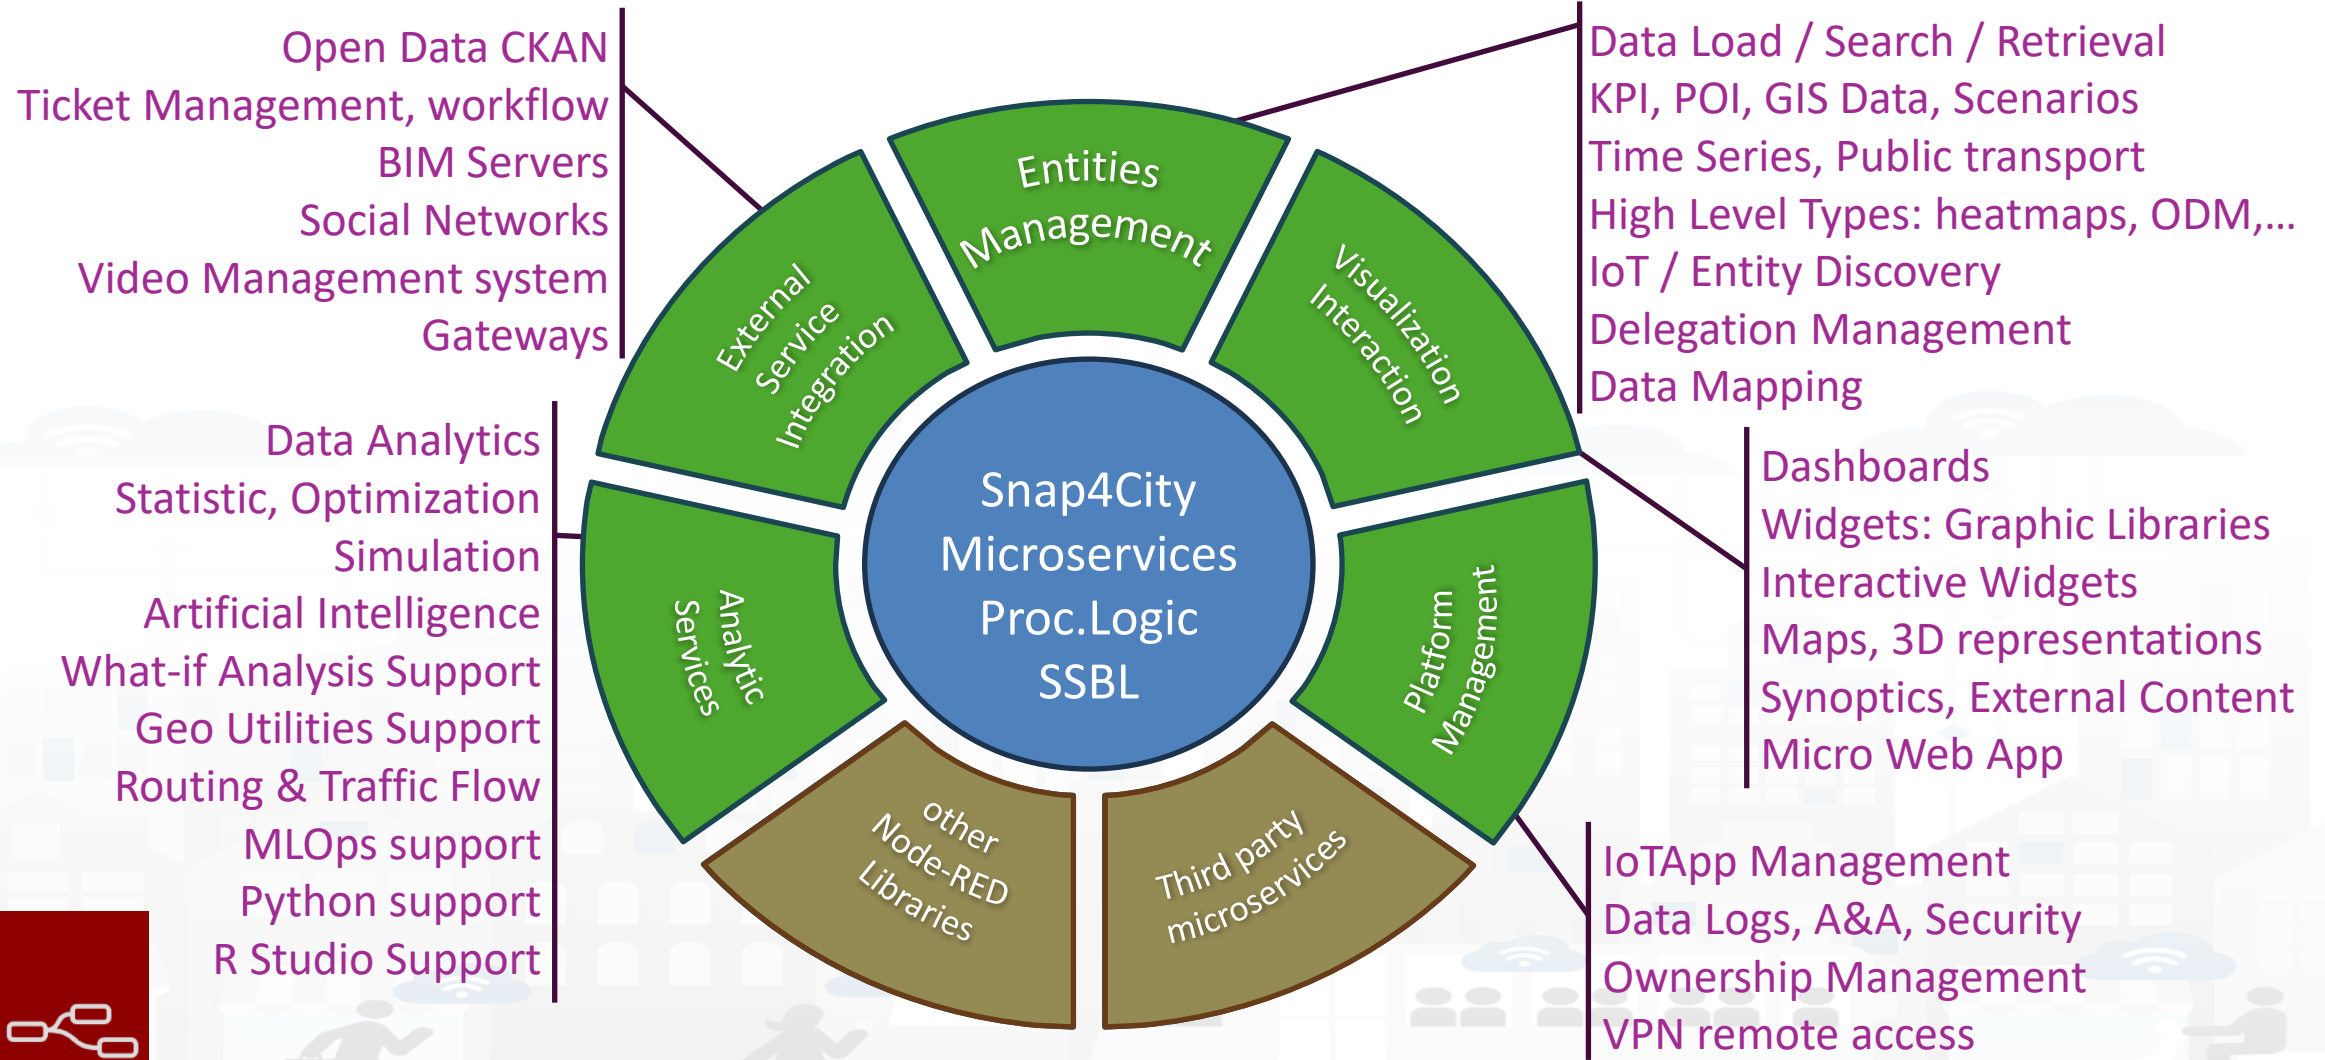 Open Data CKAN
Ticket Management, workflow
BIM Servers
Social Networks
Video Management system
Gateways
Data Analytics
Statistic, Optimization
Simulation
Artificial Intelligence
What-if Analysis Support
Geo Utilities Support
Routing & Traffic Flow
MLOps support
Python support
R Studio Support
Entities
Management
External
Service
Integration
Visualization
Interaction
Analytic
Services
Platform
Management
other
Node-RED
Libraries
Third party
microservices
Snap4City
Microservices
Proc.Logic
SSBL
Data Load / Search / Retrieval
KPI, POI, GIS Data, Scenarios
Time Series, Public transport
High Level Types: heatmaps, ODM,...
IoT / Entity Discovery
Delegation Management
Data Mapping
Dashboards
Widgets: Graphic Libraries
Interactive Widgets
Maps, 3D representations
Synoptics, External Content
Micro Web App
IoTApp Management
Data Logs, A&A, Security
Ownership Management
VPN remote access